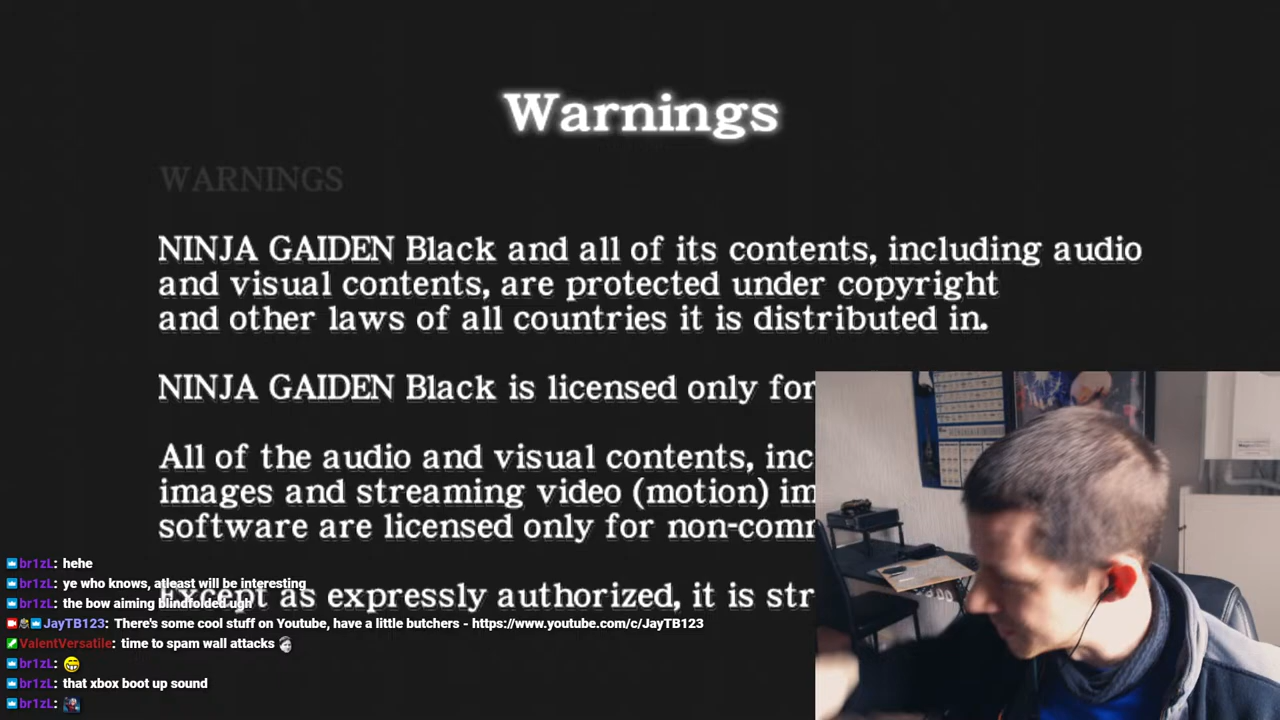 Warnings
WARNINGS
NINJA GAIDEN Black and all of its contents, including audio
and visual contents, are protected under copyright
and other laws of all countries it is distributed in.
NINJA GAIDEN Black is licensed only for
All of the audio and visual contents, inc
images and streaming video (motion) im
software are licensed only for non-comm
Except as expressly authorized, it is str
br1zL: hehe
br1zL: ye who knows, atleast will be interesting
br1zL: the bow aiming blindfolded ugh
JayTB123: There's some cool stuff on Youtube, have a little butchers - https://www.youtube.com/c/JayTB123
ValentVersatile: time to spam wall attacks
br1zL:
br1zL: that xbox boot up sound
br1zL: